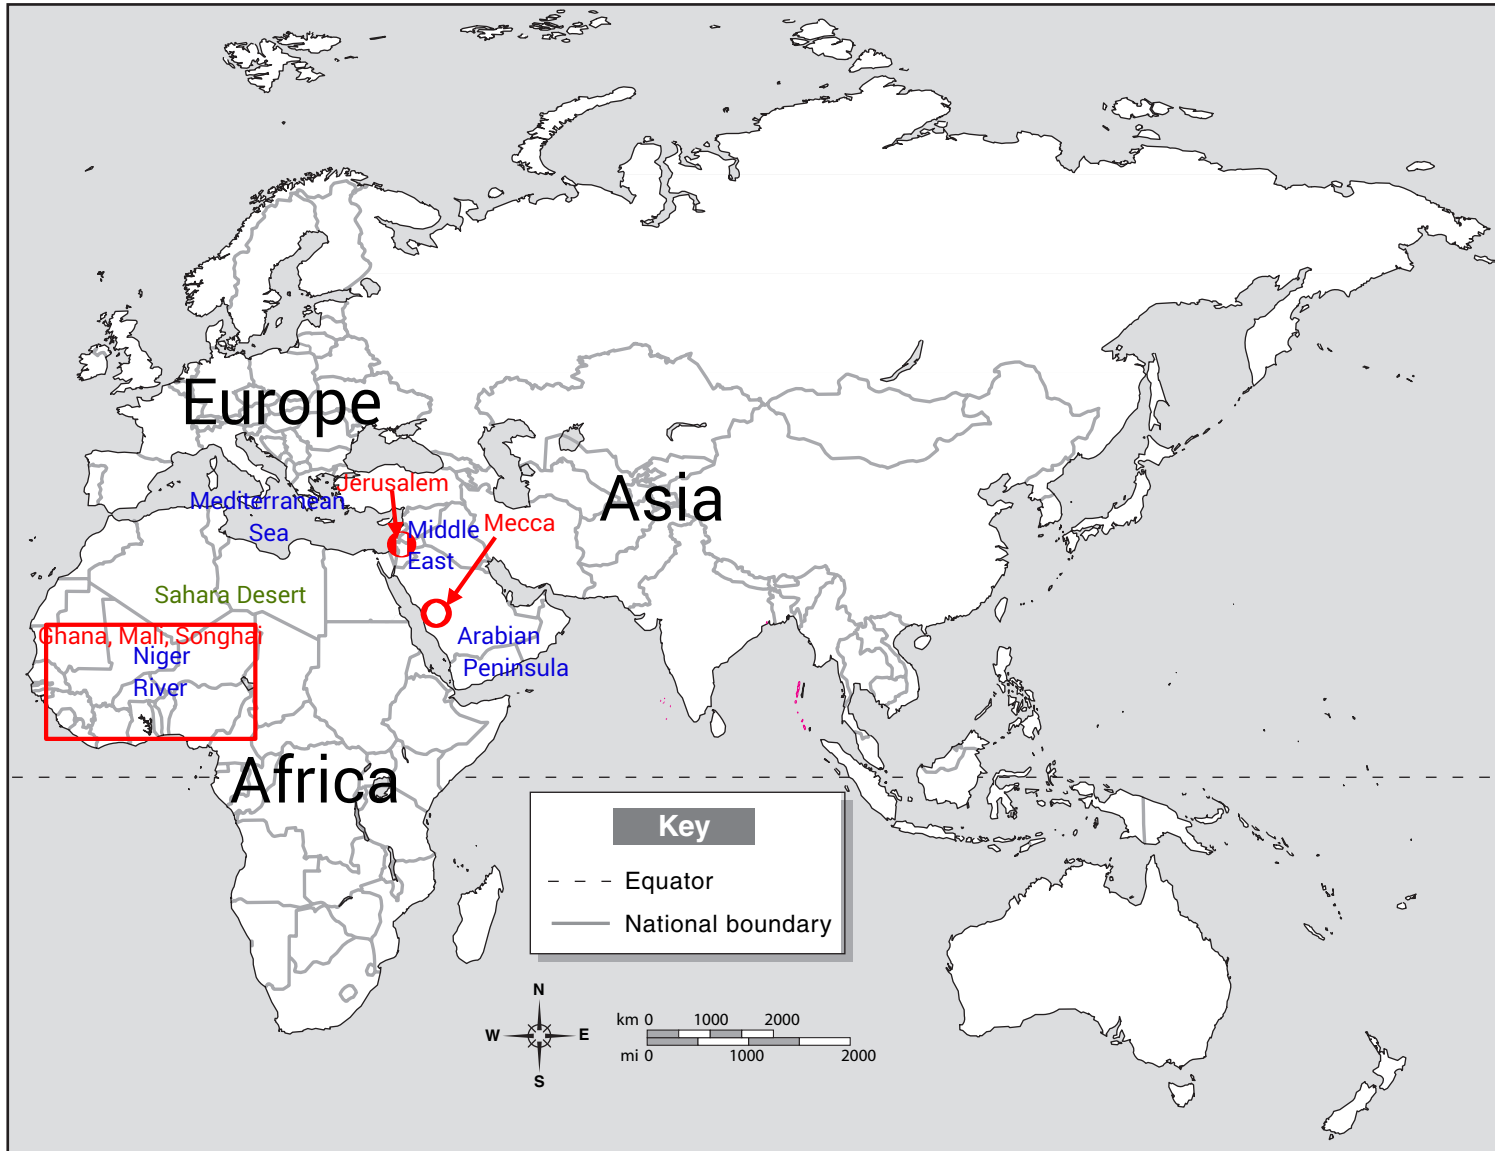 Europe
Jerusalem
Asia
Mediterranean
Sea
Middle
East
Mecca
Sahara Desert
Ghana, Mali, Songhai
Niger
River
Arabian
Peninsula
Africa
Key
Equator
National boundary
N
W E
S
km 0 1000 2000
mi 0 1000 2000